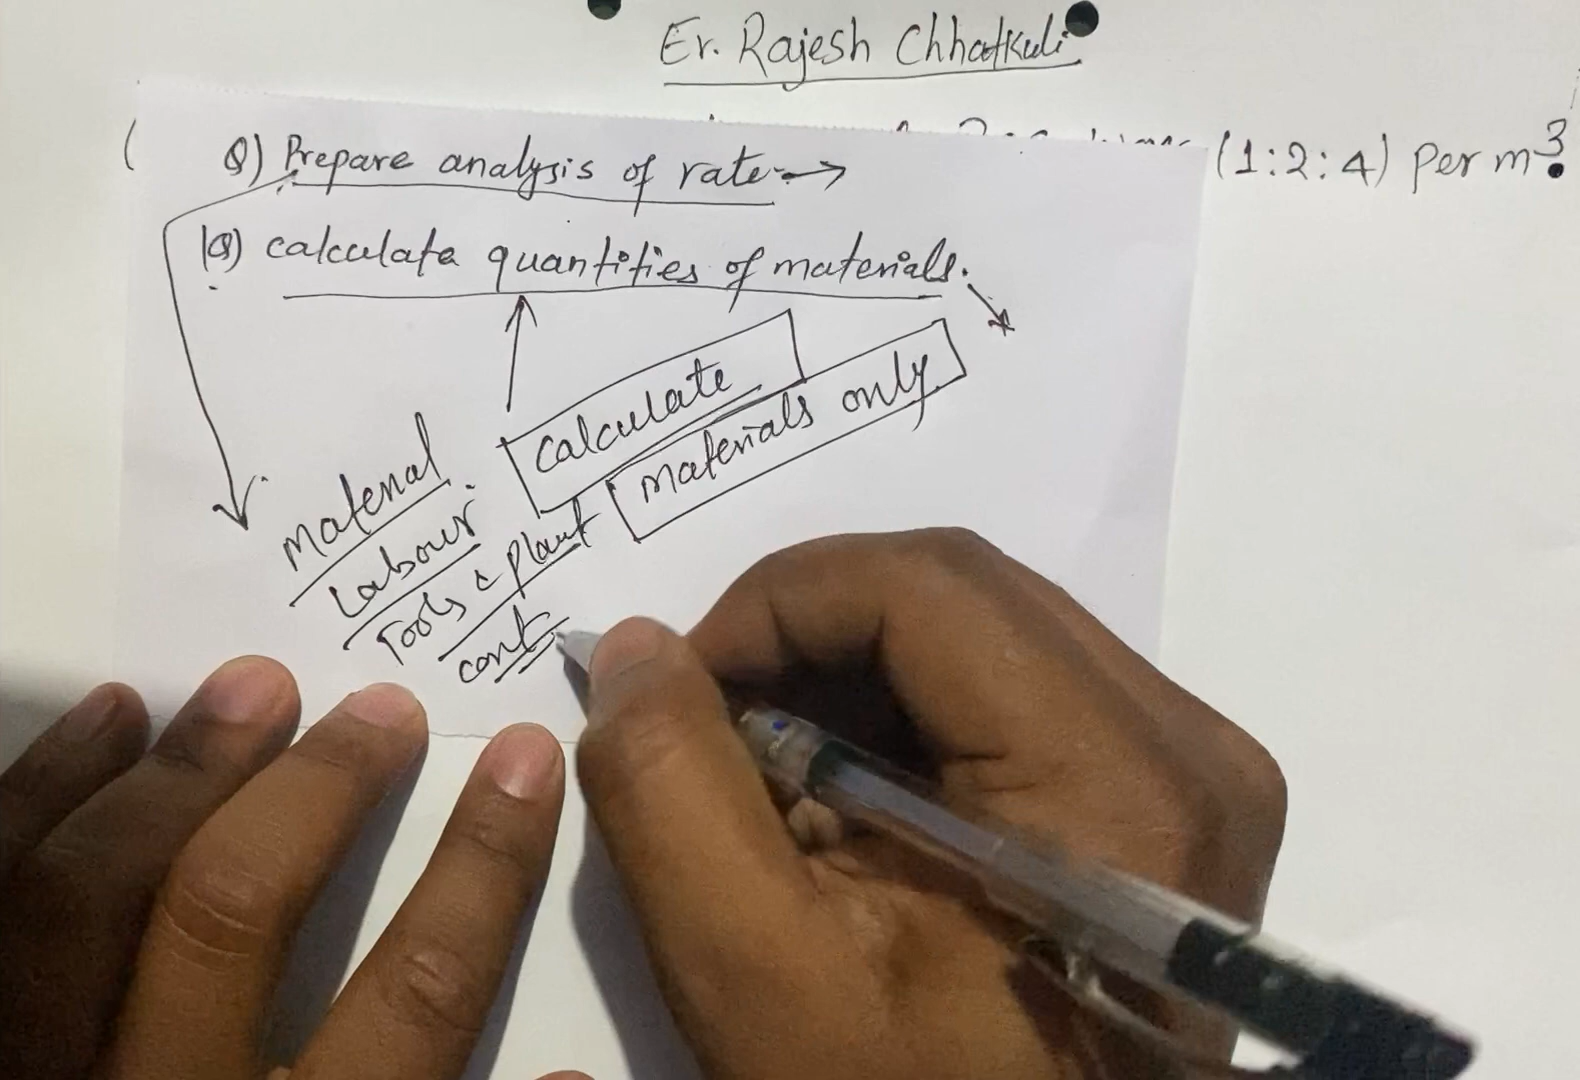 Er. Rajesh Chhatkuli
(1:2:4) per m3.
Q) Prepare analysis of rate →
Q) calculate quantities of materials.
calculate
materials only
Material
Labour
Tools & plant
cont